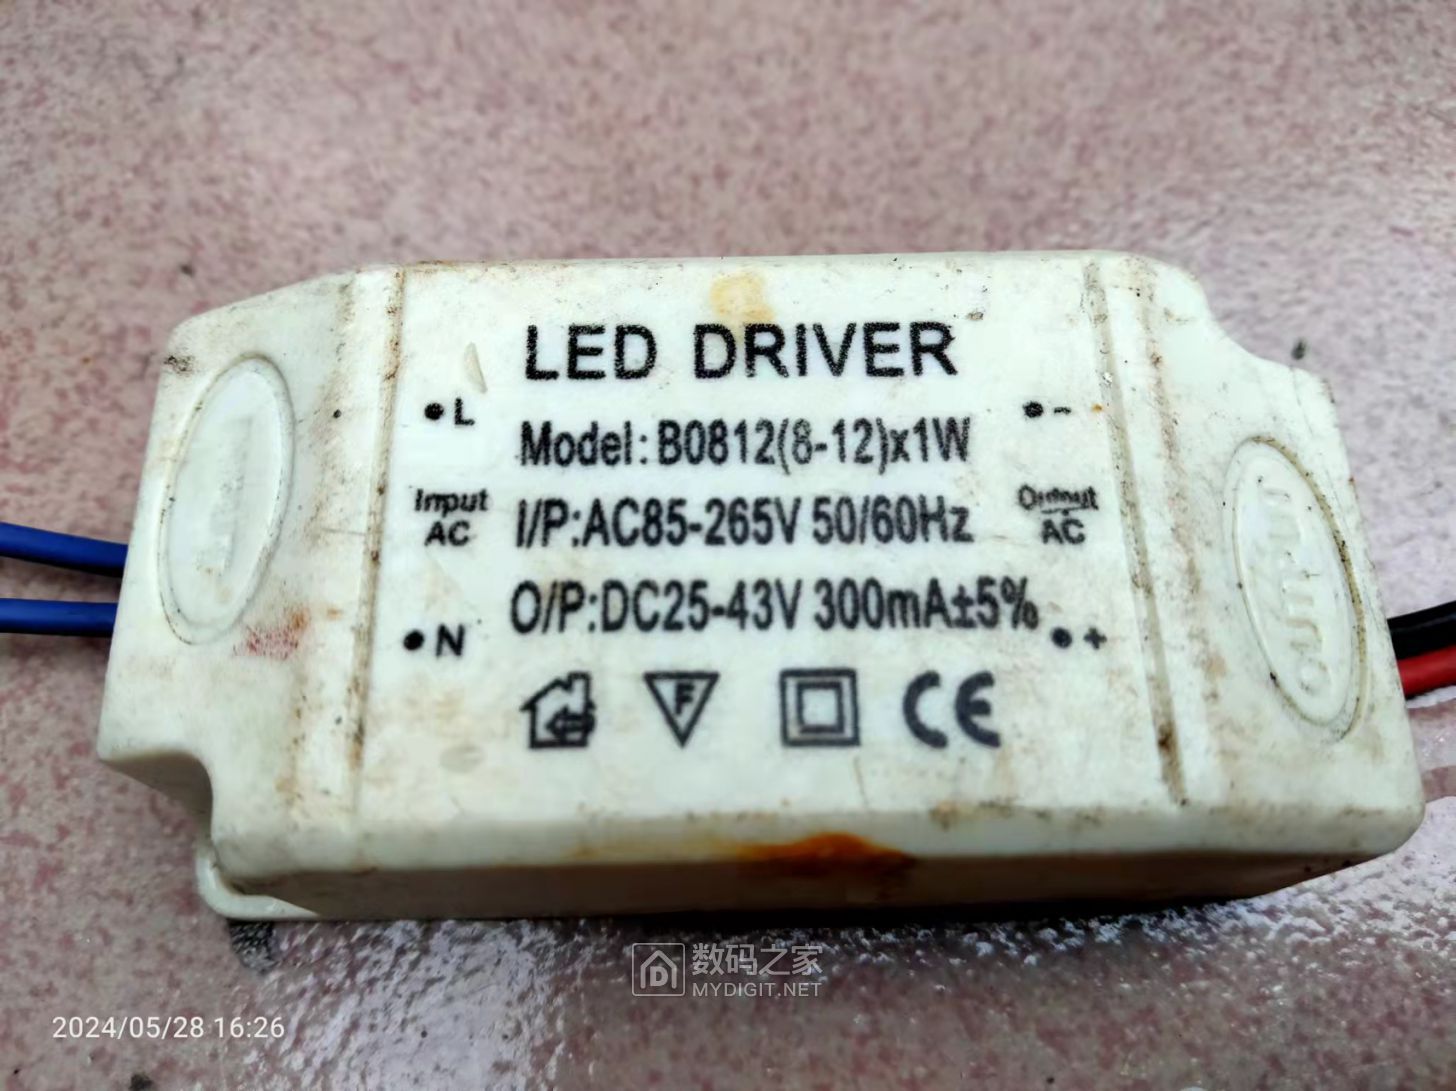 LED DRIVER
•L
•-
Model: B0812(8-12)x1W
Input
AC
I/P:AC85-265V 50/60Hz
Output
AC
O/P:DC25-43V 300mA±5%
•N
•+
F
CE
OUTPUT
数码之家
MYDIGIT.NET
2024/05/28 16:26